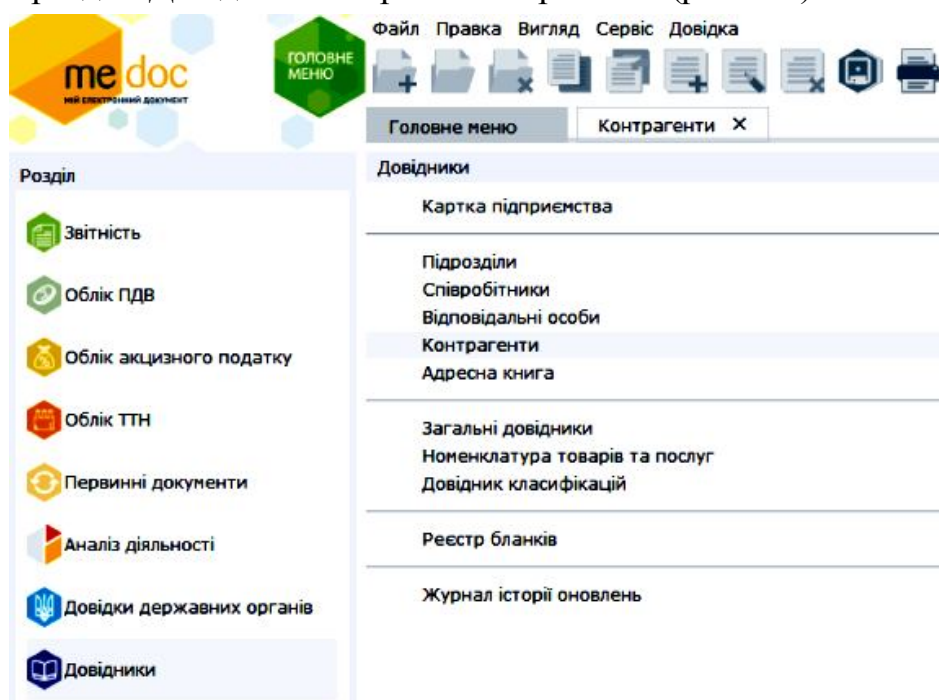 Файл Правка Вигляд Сервіс Довідка
me doc
МІЙ ЕЛЕКТРОННИЙ ДОКУМЕНТ
ГОЛОВНЕ
МЕНЮ
Головне меню
Контрагенти X
Розділ
Звітність
Облік ПДВ
Облік акцизного податку
Облік ТТН
Первинні документи
Аналіз діяльності
Довідки державних органів
Довідники
Довідники
Картка підприємства
Підрозділи
Співробітники
Відповідальні особи
Контрагенти
Адресна книга
Загальні довідники
Номенклатура товарів та послуг
Довідник класифікацій
Реєстр бланків
Журнал історії оновлень